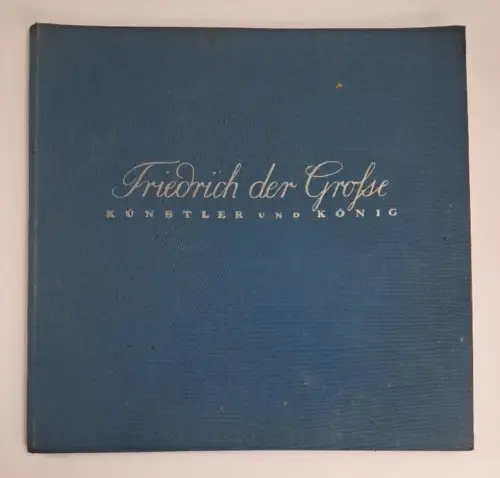 Friedrich der Große
KÜNSTLER UND KÖNIG